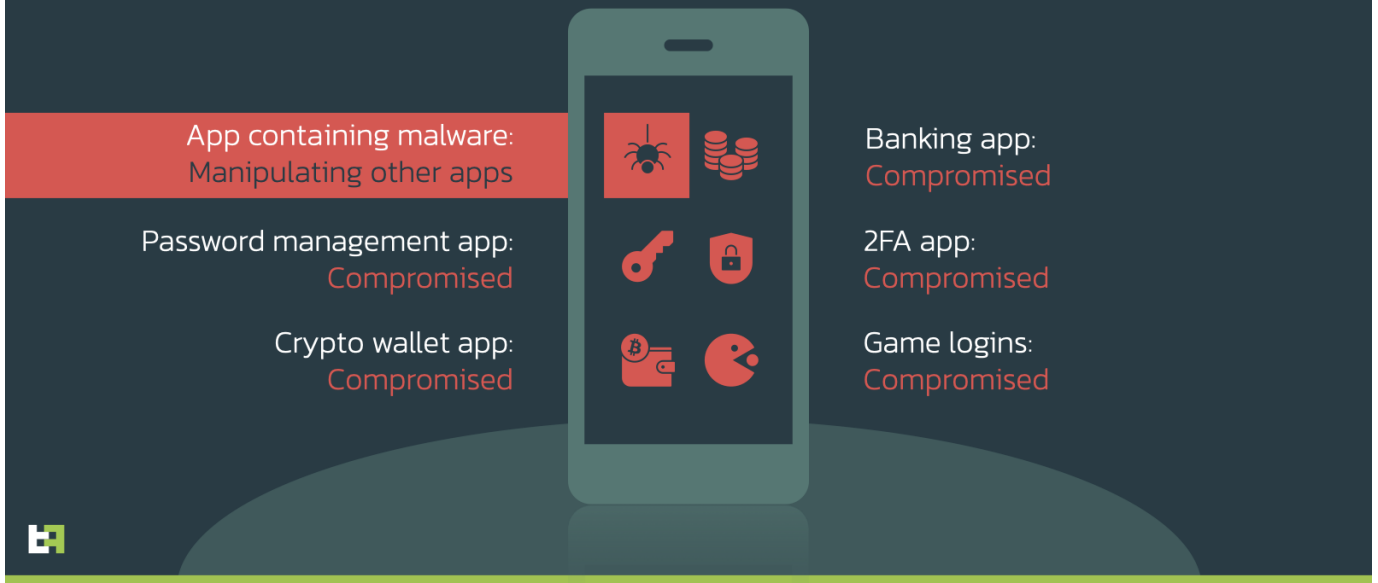 App containing malware:
Manipulating other apps
Password management app:
Compromised
Crypto wallet app:
Compromised
Banking app:
Compromised
2FA app:
Compromised
Game logins:
Compromised